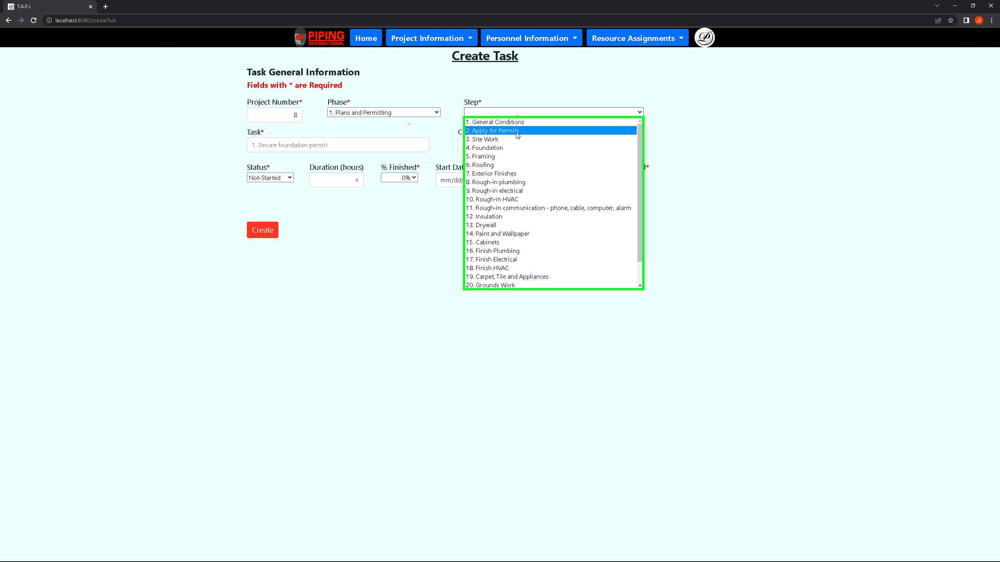 T.A.P.I.
localhost:8080/createTask
JZ
PIPING
INTERNATIONAL
Home
Project Information
Personnel Information
Resource Assignments
Create Task
Task General Information
Fields with * are Required
Project Number*
Phase*
Step*
8
1. Plans and Permitting
1. General Conditions
2. Apply for Permits
3. Site Work
4. Foundation
5. Framing
6. Roofing
7. Exterior Finishes
8. Rough-in plumbing
9. Rough-in electrical
10. Rough-in HVAC
11. Rough-in communication - phone, cable, computer, alarm
12. Insulation
13. Drywall
14. Paint and Wallpaper
15. Cabinets
16. Finish Plumbing
17. Finish Electrical
18. Finish HVAC
19. Carpet, Tile and Appliances
20. Grounds Work
Task*
1. Secure foundation permit
Status*
Duration (hours)
% Finished*
Start Dat
*
Not-Started
4
0%
mm/dd/
Create